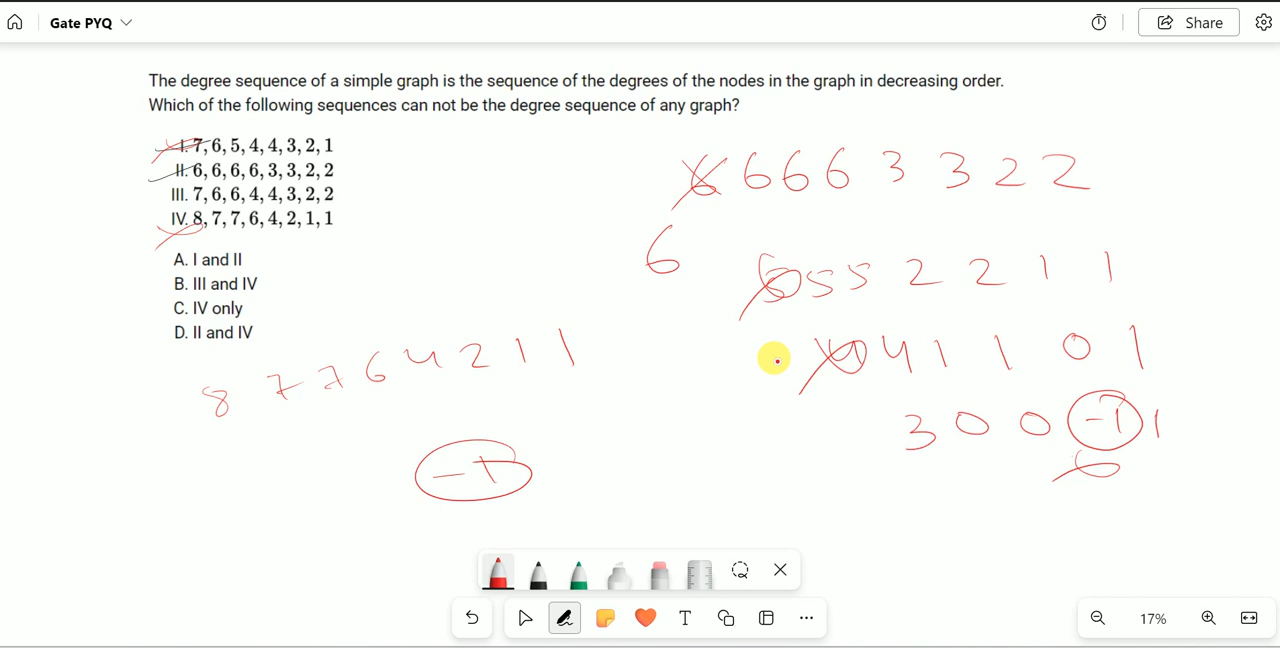 Gate PYQ
Share
The degree sequence of a simple graph is the sequence of the degrees of the nodes in the graph in decreasing order.
Which of the following sequences can not be the degree sequence of any graph?
I. 7, 6, 5, 4, 4, 3, 2, 1
II. 6, 6, 6, 6, 3, 3, 2, 2
III. 7, 6, 6, 4, 4, 3, 2, 2
IV. 8, 7, 7, 6, 4, 2, 1, 1
A. I and II
B. III and IV
C. IV only
D. II and IV
6 6 6 6 3 3 2 2
6
5 5 2 2 1 1
4 1 1 0 1
3 0 0 -1 1
8 7 7 6 4 2 1 1
-1
T
17%